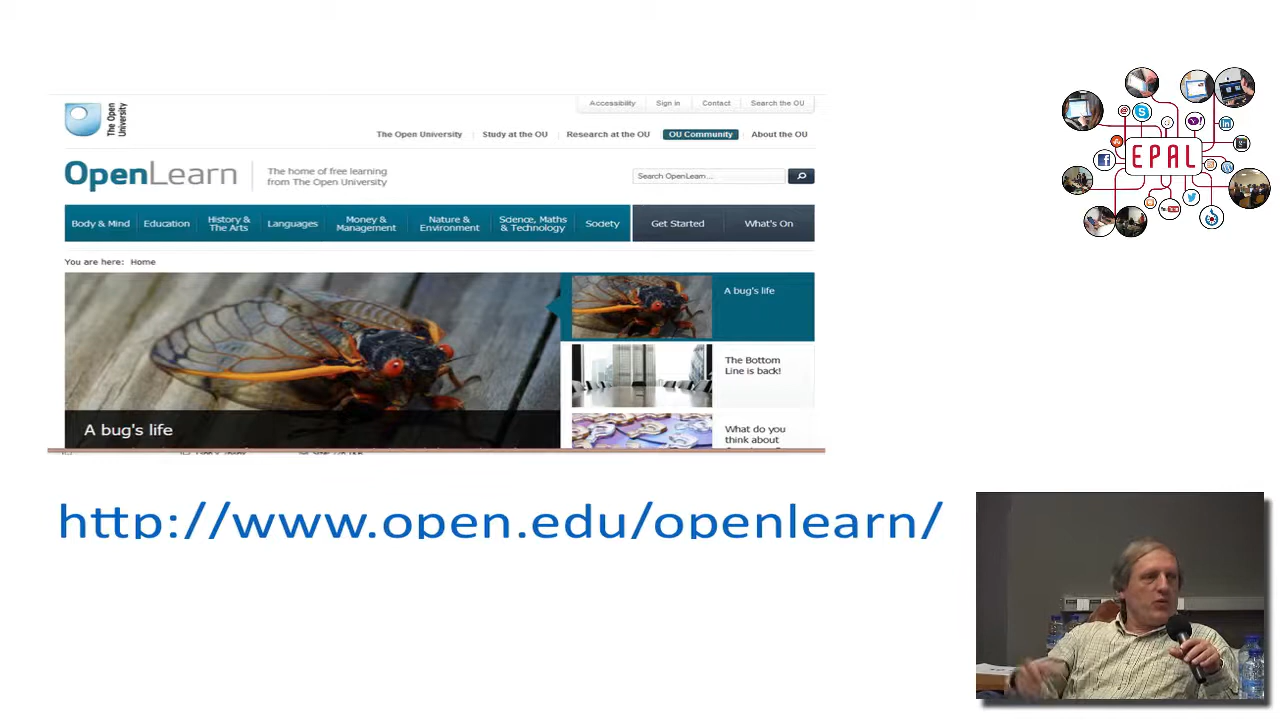 Accessibility Sign in Contact Search the OU
The Open University
The Open University Study at the OU Research at the OU OU Community About the OU
OpenLearn
The home of free learning
from The Open University
Search OpenLearn...
Body & Mind
Education
History &
The Arts
Languages
Money &
Management
Nature &
Environment
Science, Maths
& Technology
Society
Get Started
What's On
You are here: Home
A bug's life
A bug's life
The Bottom
Line is back!
What do you
think about
http://www.open.edu/openlearn/
EPAL